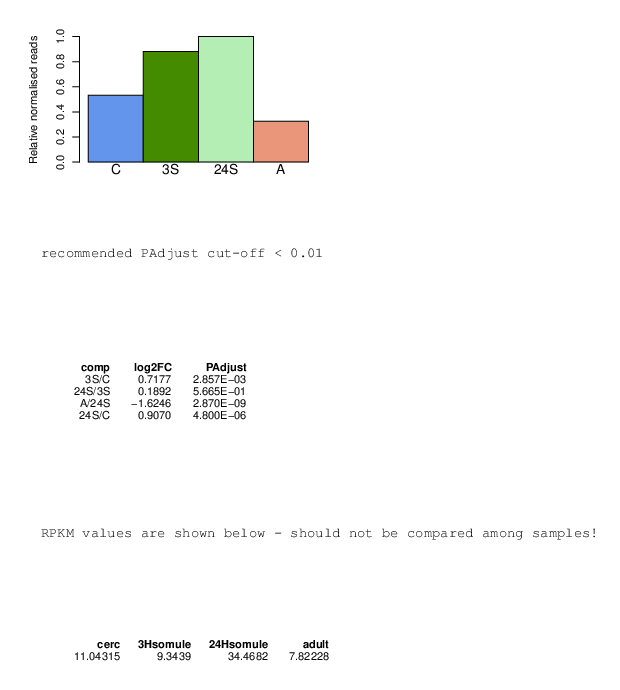 Relative normalised reads
1.0
0.8
0.6
0.4
0.2
0.0
C 3S 24S A
recommended PAdjust cut-off < 0.01
comp log2FC PAdjust
3S/C 0.7177 2.857E−03
24S/3S 0.1892 5.665E−01
A/24S −1.6246 2.870E−09
24S/C 0.9070 4.800E−06
RPKM values are shown below - should not be compared among samples!
cerc 3Hsomule 24Hsomule adult
11.04315 9.3439 34.4682 7.82228